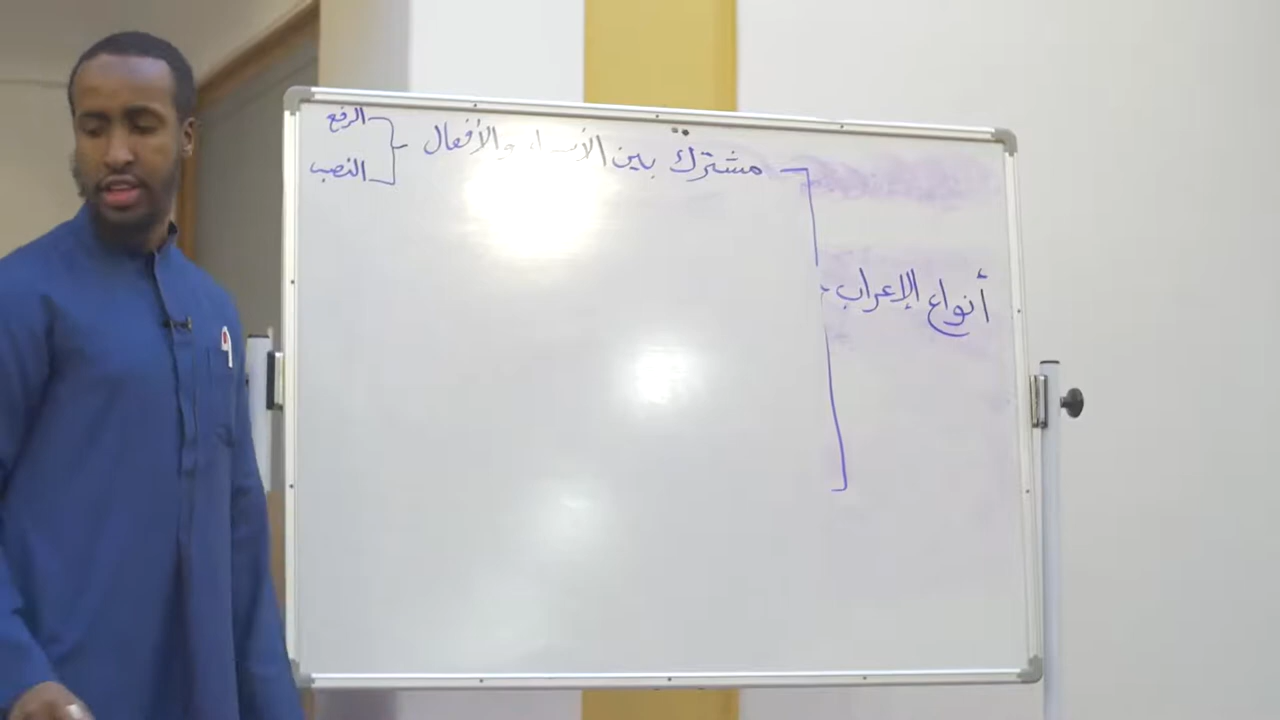 أنواع الإعراب
مشترك بين الأسماء والأفعال
الرفع
النصب